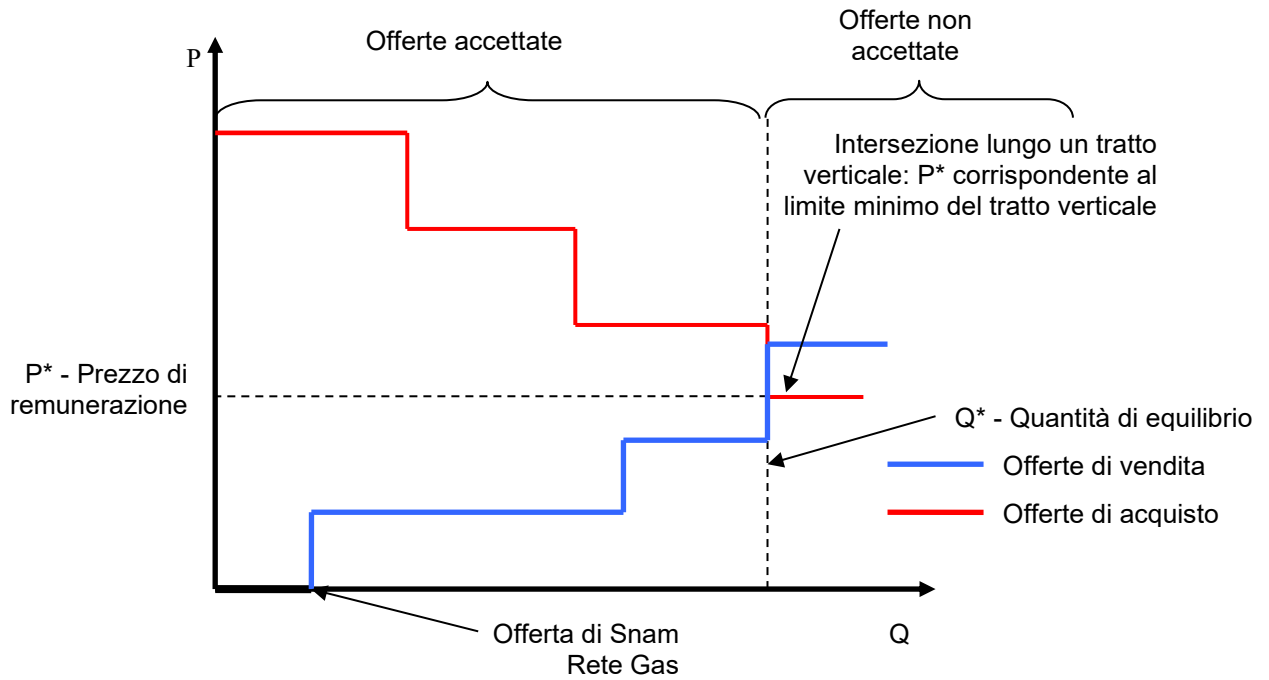 Offerte non
accettate
Offerte accettate
P
Intersezione lungo un tratto
verticale: P* corrispondente al
limite minimo del tratto verticale
P* - Prezzo di
remunerazione
Q* - Quantità di equilibrio
Offerte di vendita
Offerte di acquisto
Offerta di Snam
Rete Gas
Q